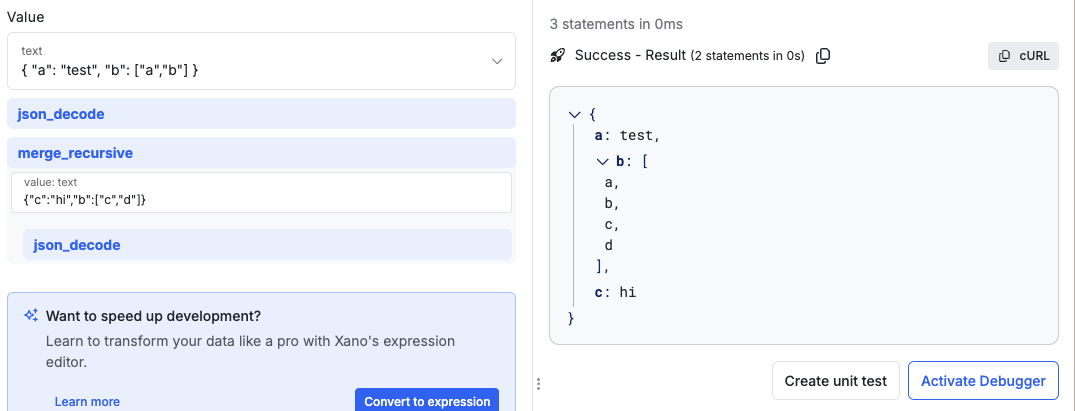 Value
text
{ "a": "test", "b": ["a","b"] }
json_decode
merge_recursive
value: text
{"c":"hi","b":["c","d"]}
json_decode
Want to speed up development?
Learn to transform your data like a pro with Xano's expression
editor.
Learn more
Convert to expression
3 statements in 0ms
Success - Result (2 statements in 0s)
cURL
{
a: test,
b: [
a,
b,
c,
d
],
c: hi
}
Create unit test
Activate Debugger